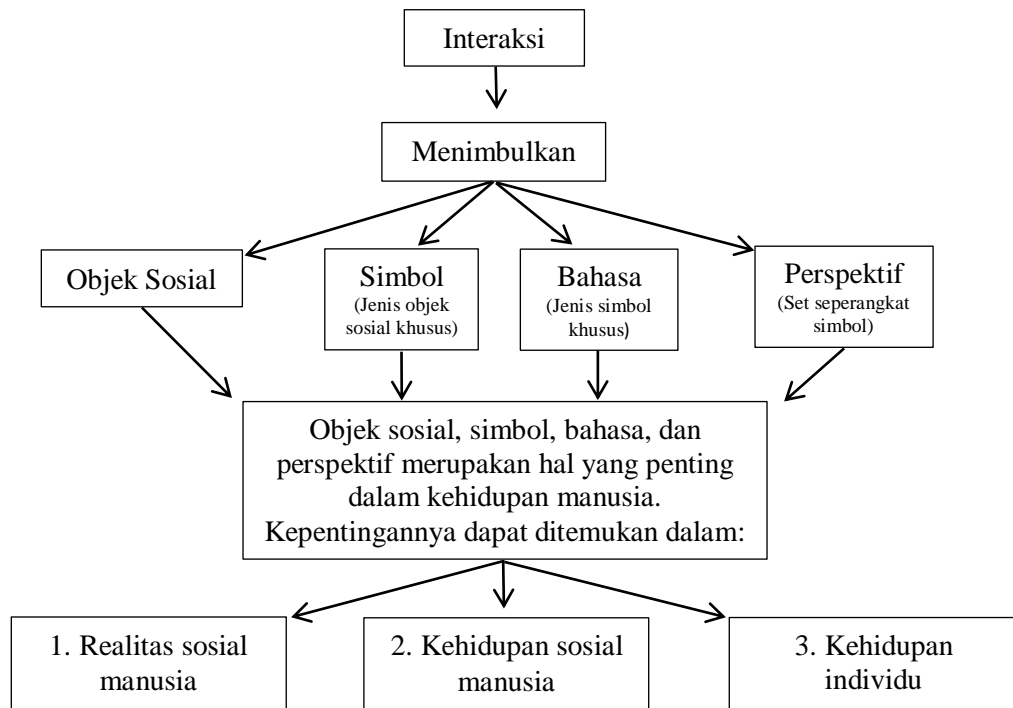 Interaksi
Menimbulkan
Objek Sosial
Simbol
(Jenis objek
sosial khusus)
Bahasa
(Jenis simbol
khusus)
Perspektif
(Set seperangkat
simbol)
Objek sosial, simbol, bahasa, dan
perspektif merupakan hal yang penting
dalam kehidupan manusia.
Kepentingannya dapat ditemukan dalam:
1. Realitas sosial
manusia
2. Kehidupan sosial
manusia
3. Kehidupan
individu